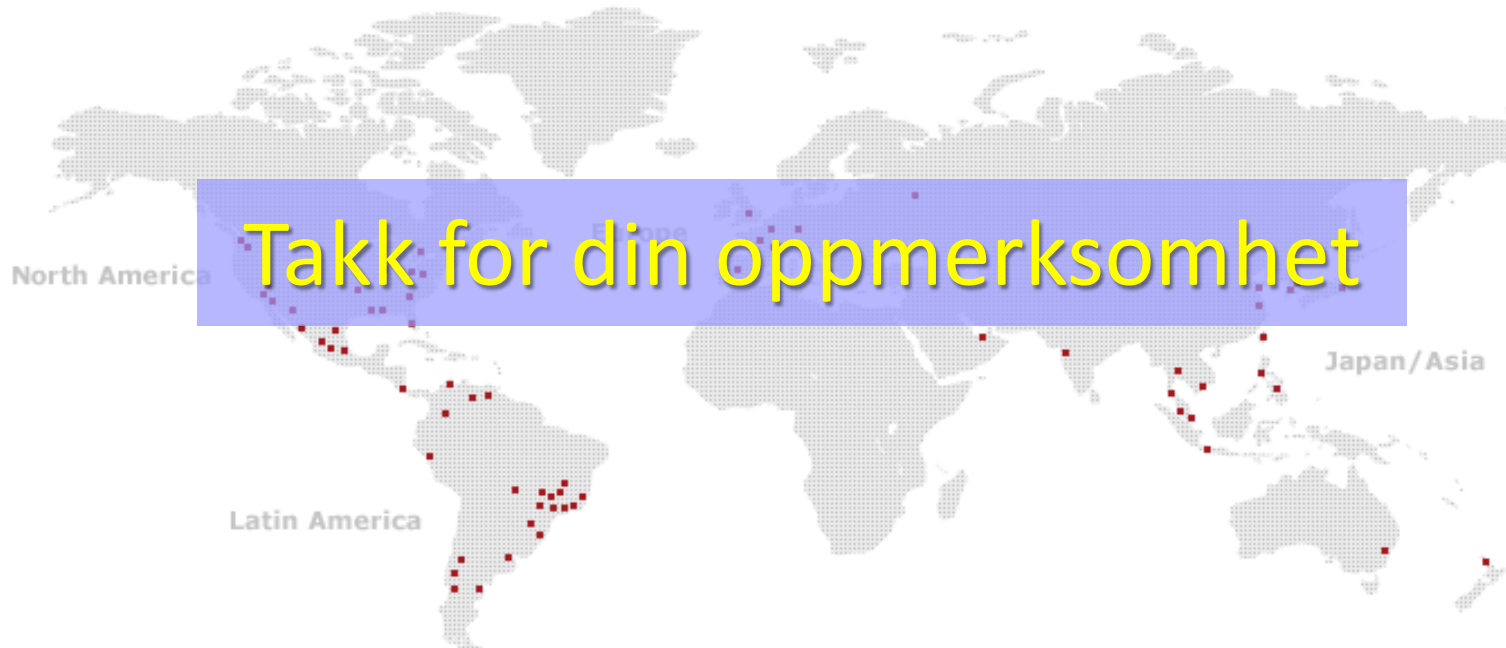 Europe
Takk for din oppmerksomhet
North America
Japan/Asia
Latin America